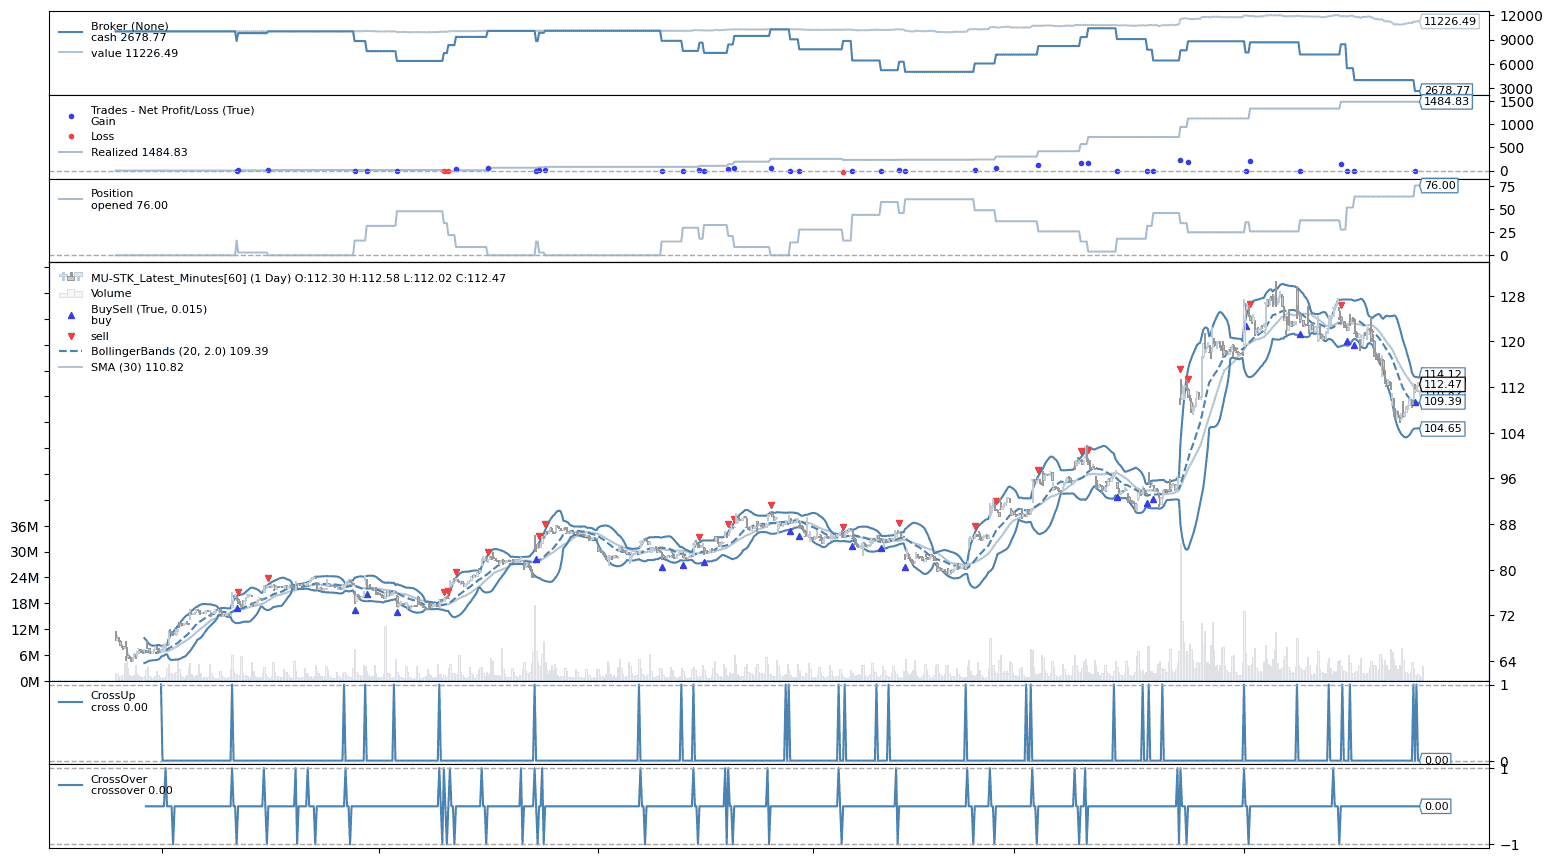 Broker (None)
cash 2678.77
value 11226.49
11226.49
12000
9000
6000
3000
2678.77
Trades - Net Profit/Loss (True)
Gain
Loss
Realized 1484.83
1484.83
1500
1000
500
0
Position
opened 76.00
76.00
75
50
25
0
MU-STK_Latest_Minutes[60] (1 Day) O:112.30 H:112.58 L:112.02 C:112.47
Volume
BuySell (True, 0.015)
buy
sell
BollingerBands (20, 2.0) 109.39
SMA (30) 110.82
128
120
112
104
96
88
80
72
64
114.12
112.47
109.39
104.65
36M
30M
24M
18M
12M
6M
0M
CrossUp
cross 0.00
1
0
0.00
CrossOver
crossover 0.00
1
0.00
−1